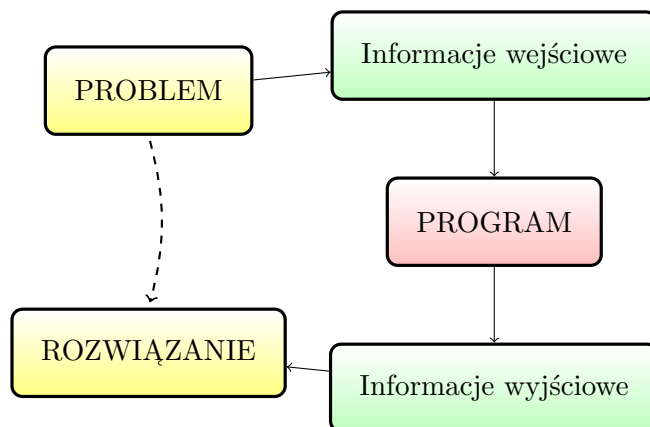 PROBLEM
Informacje wejściowe
PROGRAM
ROZWIĄZANIE
Informacje wyjściowe